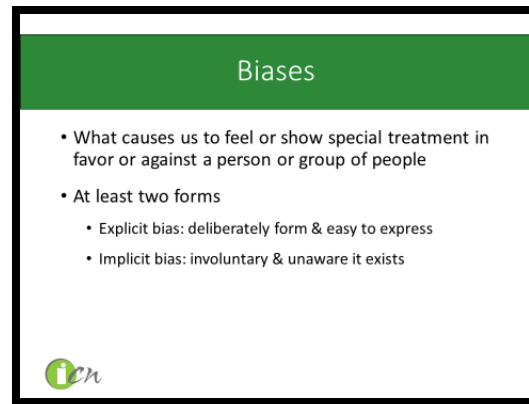 Biases
• What causes us to feel or show special treatment in
favor or against a person or group of people
• At least two forms
• Explicit bias: deliberately form & easy to express
• Implicit bias: involuntary & unaware it exists
icn